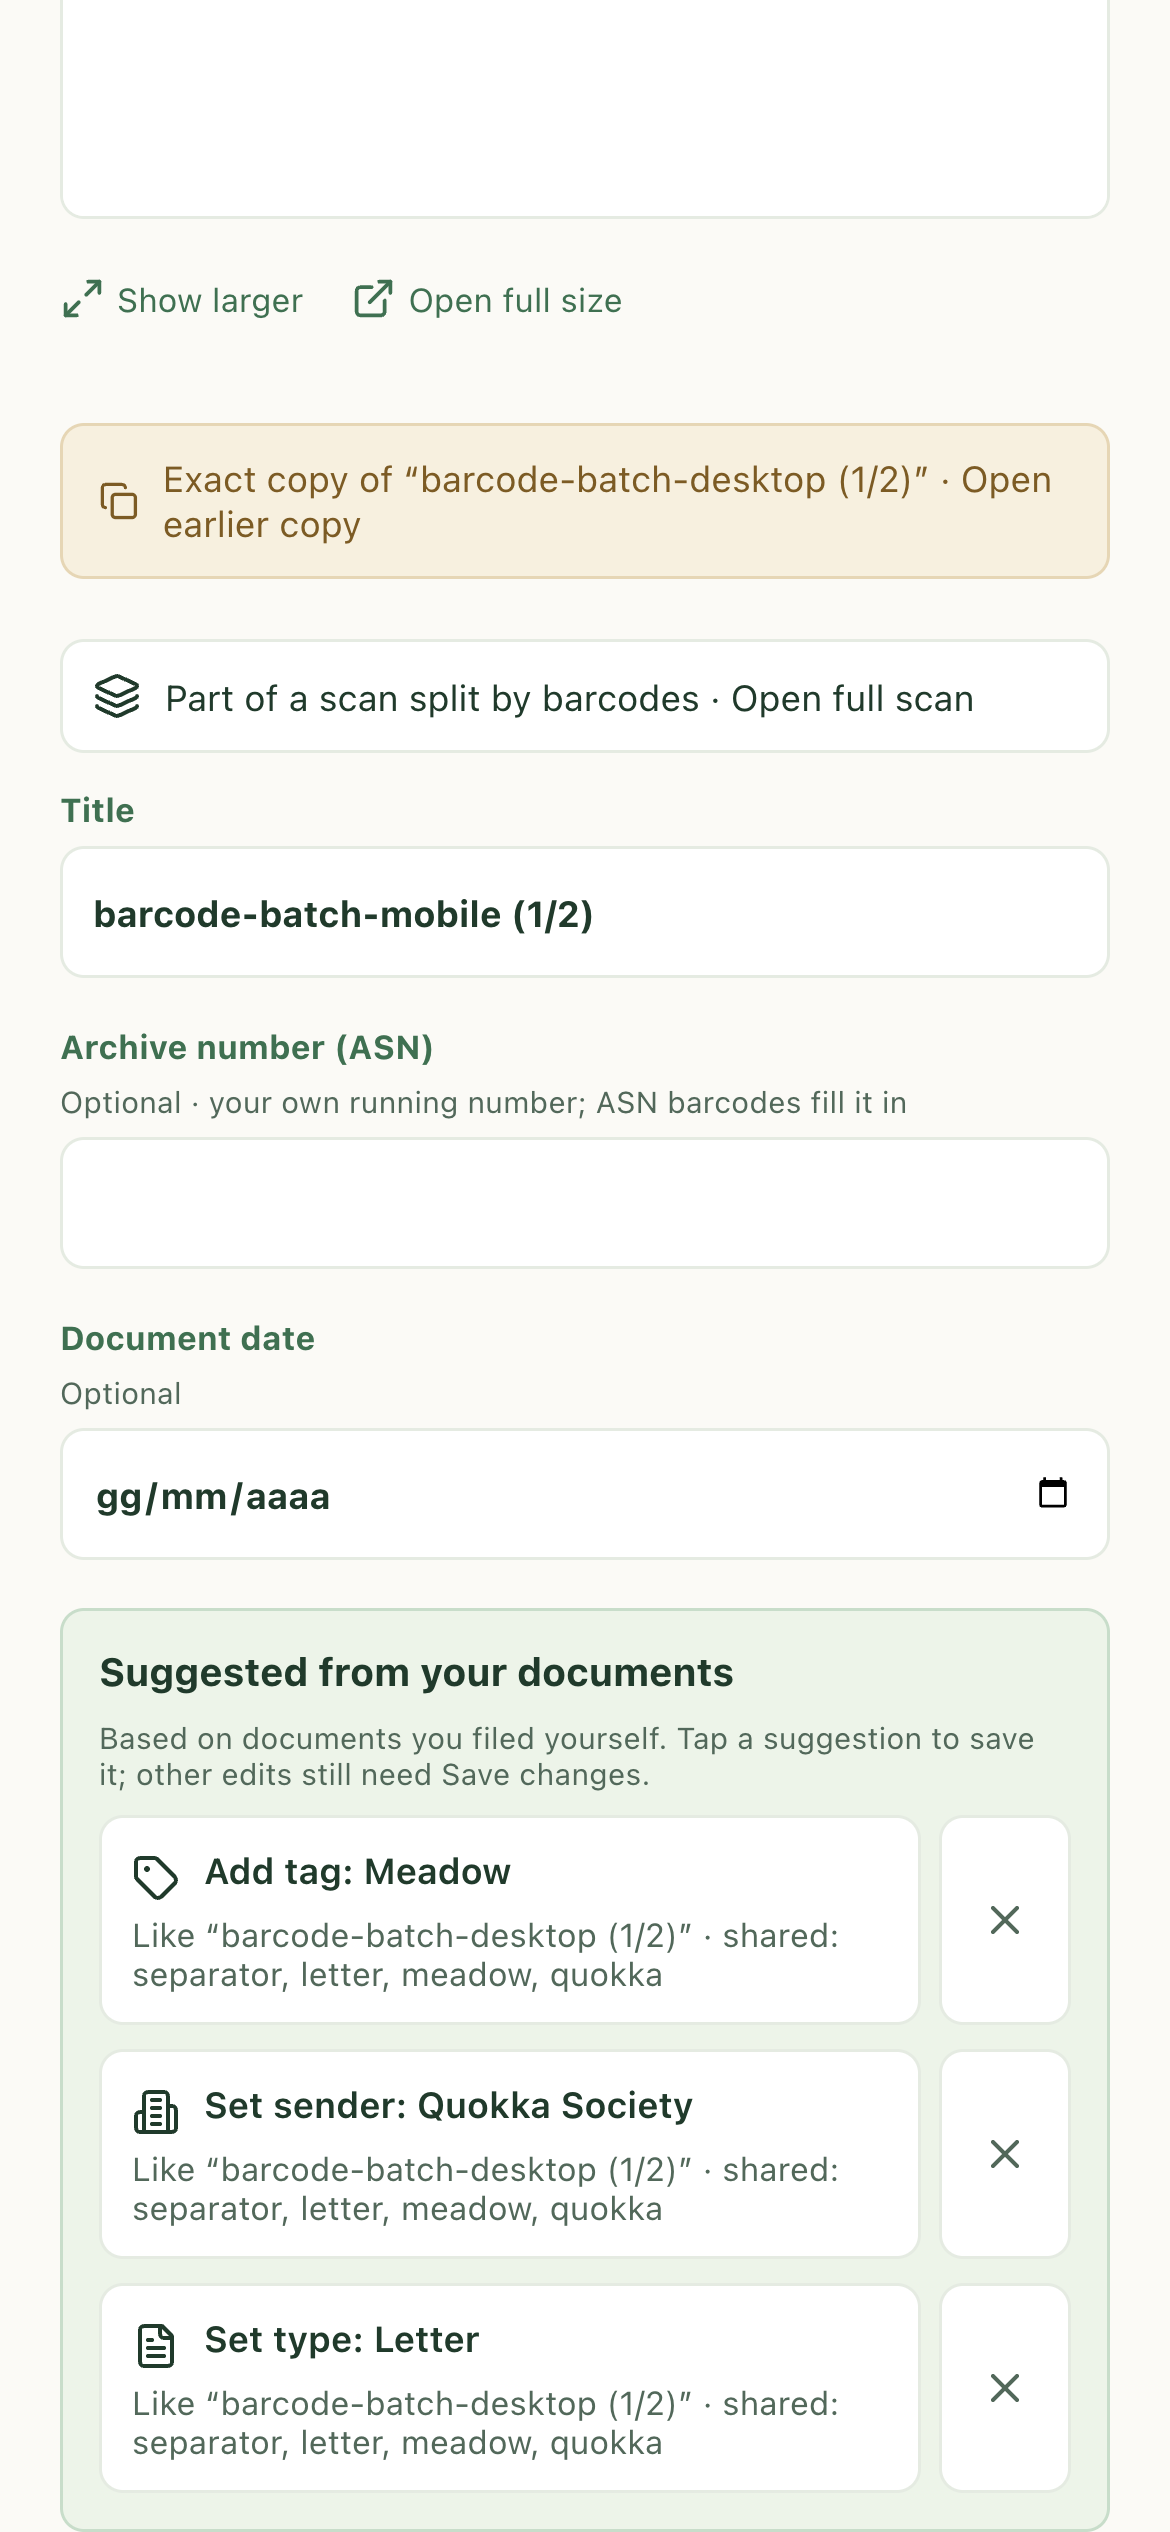 Show larger
Open full size
Exact copy of “barcode-batch-desktop (1/2)” · Open
earlier copy
Part of a scan split by barcodes · Open full scan
Title
barcode-batch-mobile (1/2)
Archive number (ASN)
Optional · your own running number; ASN barcodes fill it in
Document date
Optional
gg/mm/aaaa
Suggested from your documents
Based on documents you filed yourself. Tap a suggestion to save
it; other edits still need Save changes.
Add tag: Meadow
Like “barcode-batch-desktop (1/2)” · shared:
separator, letter, meadow, quokka
Set sender: Quokka Society
Like “barcode-batch-desktop (1/2)” · shared:
separator, letter, meadow, quokka
Set type: Letter
Like “barcode-batch-desktop (1/2)” · shared:
separator, letter, meadow, quokka